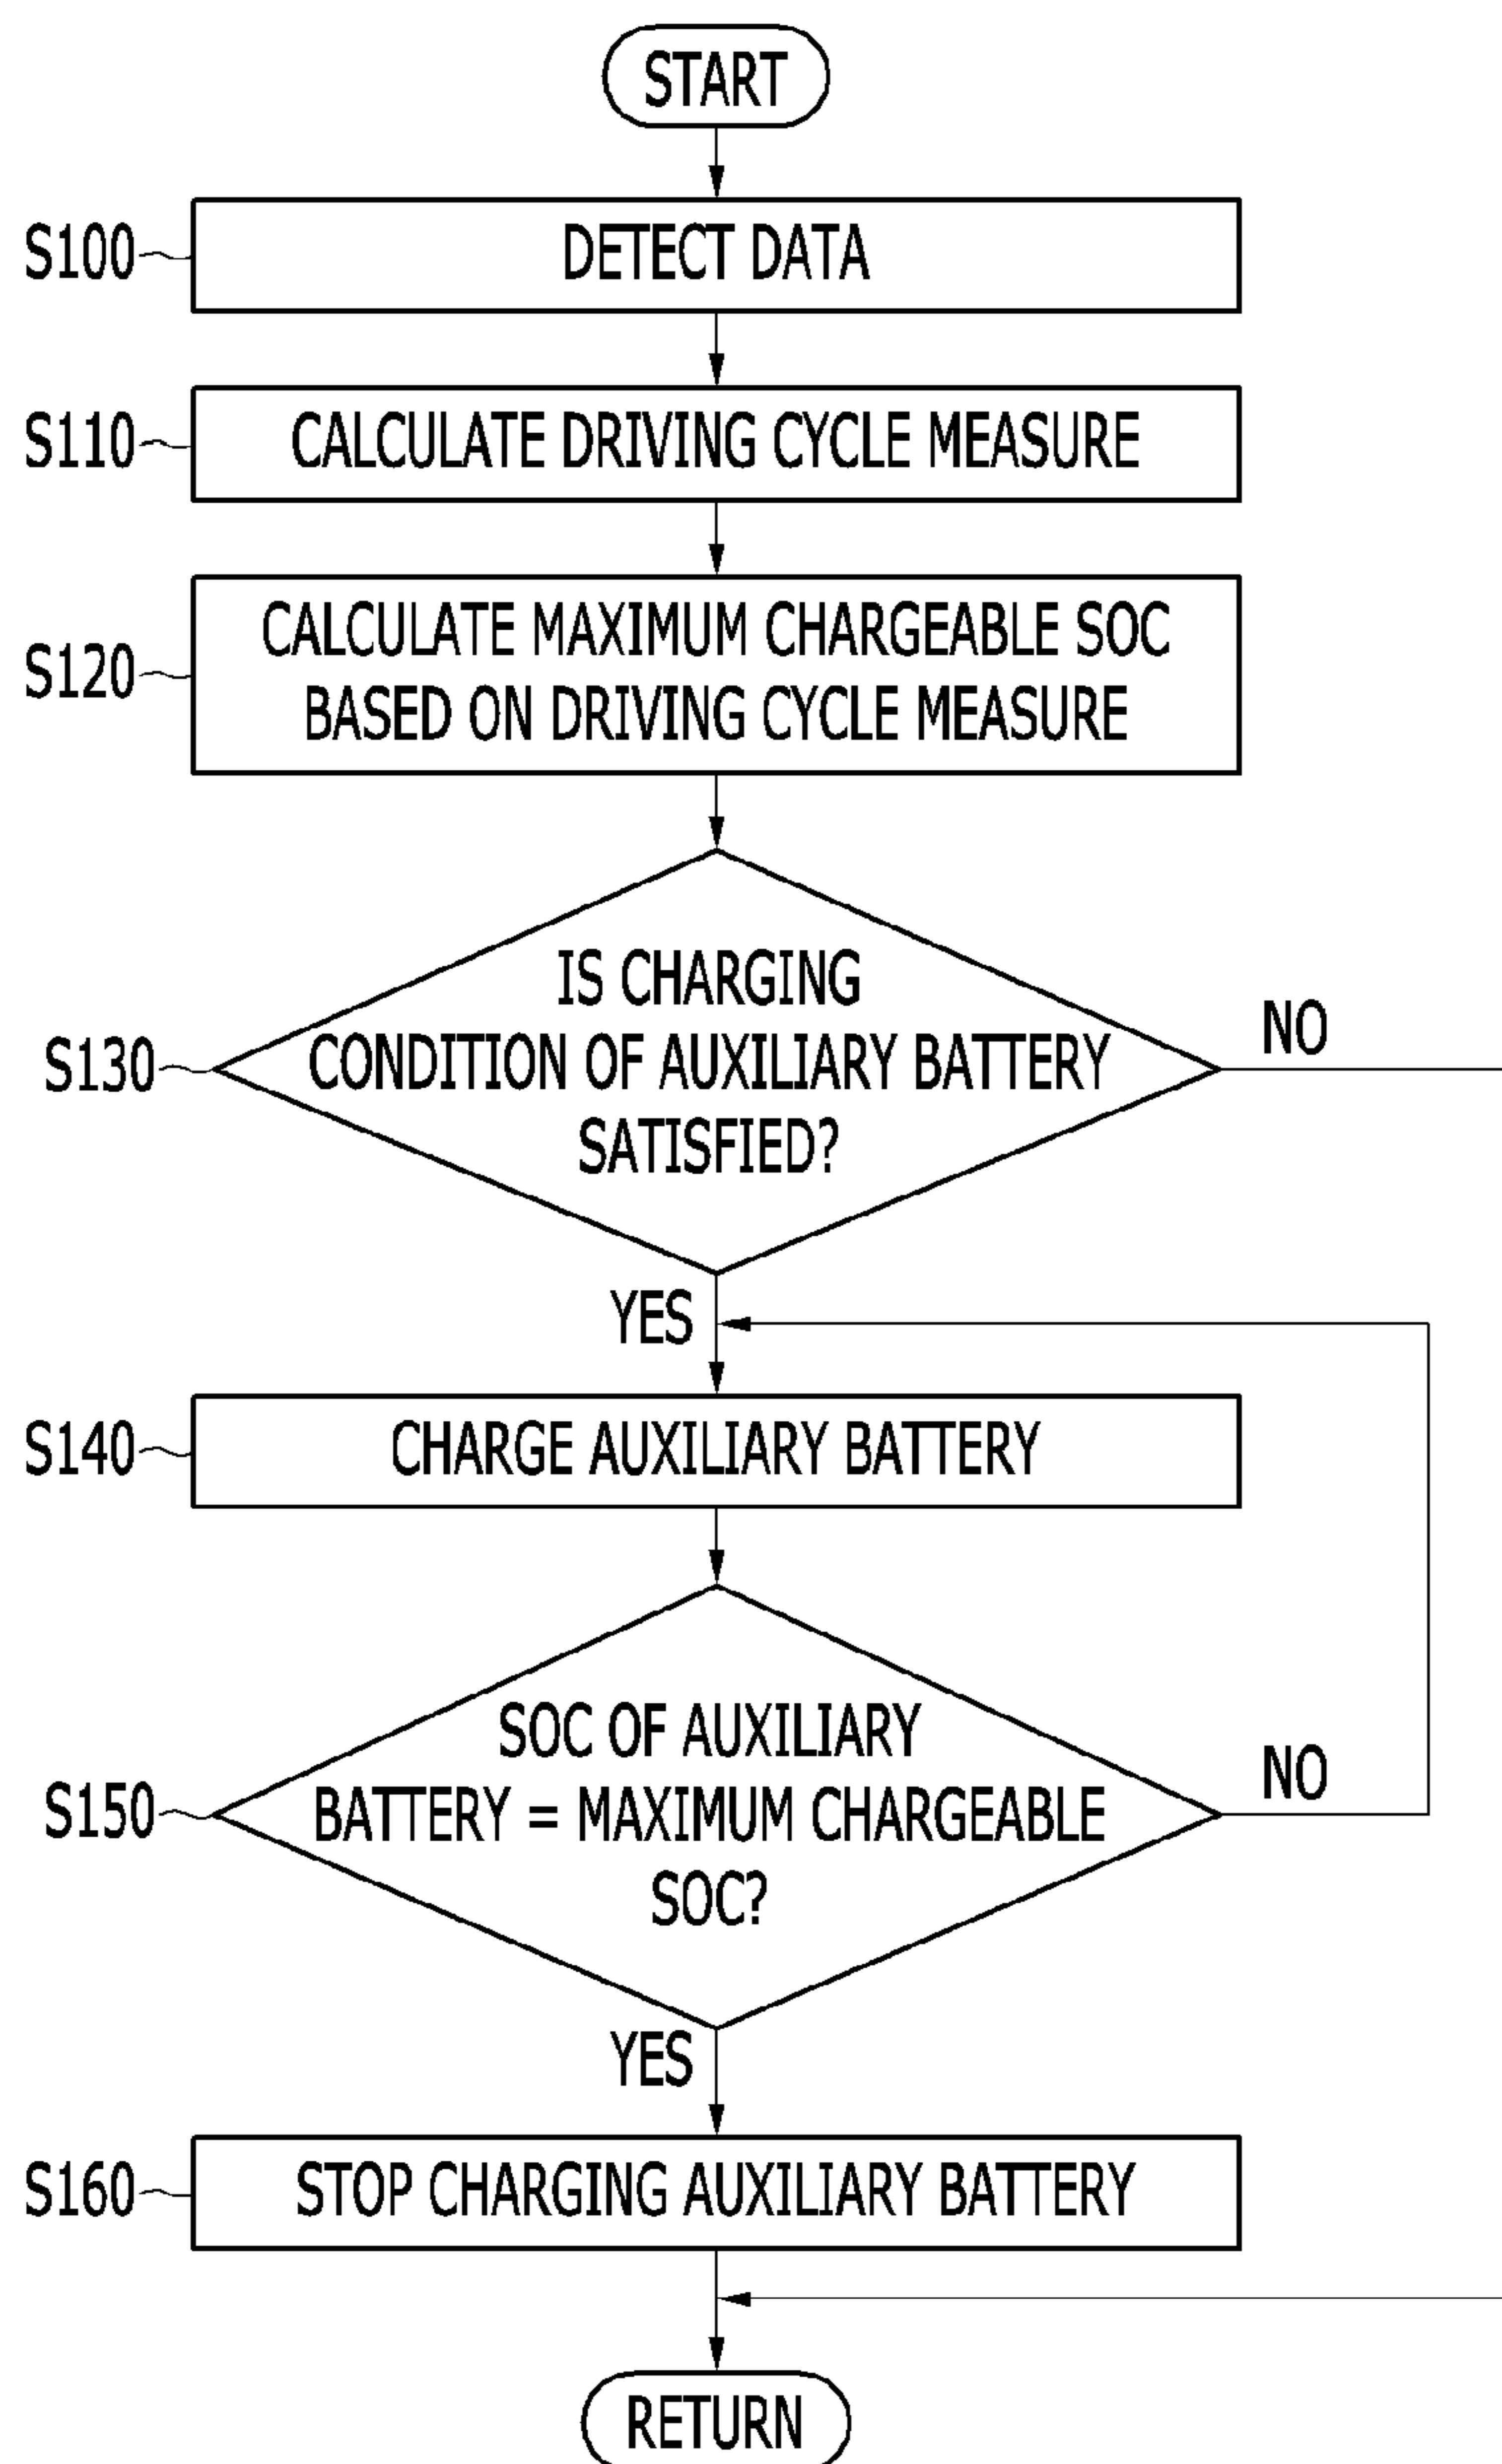 START
S100
DETECT DATA
S110
CALCULATE DRIVING CYCLE MEASURE
S120
CALCULATE MAXIMUM CHARGEABLE SOC
BASED ON DRIVING CYCLE MEASURE
S130
IS CHARGING
CONDITION OF AUXILIARY BATTERY
SATISFIED?
NO
YES
S140
CHARGE AUXILIARY BATTERY
S150
SOC OF AUXILIARY
BATTERY = MAXIMUM CHARGEABLE
SOC?
NO
YES
S160
STOP CHARGING AUXILIARY BATTERY
RETURN